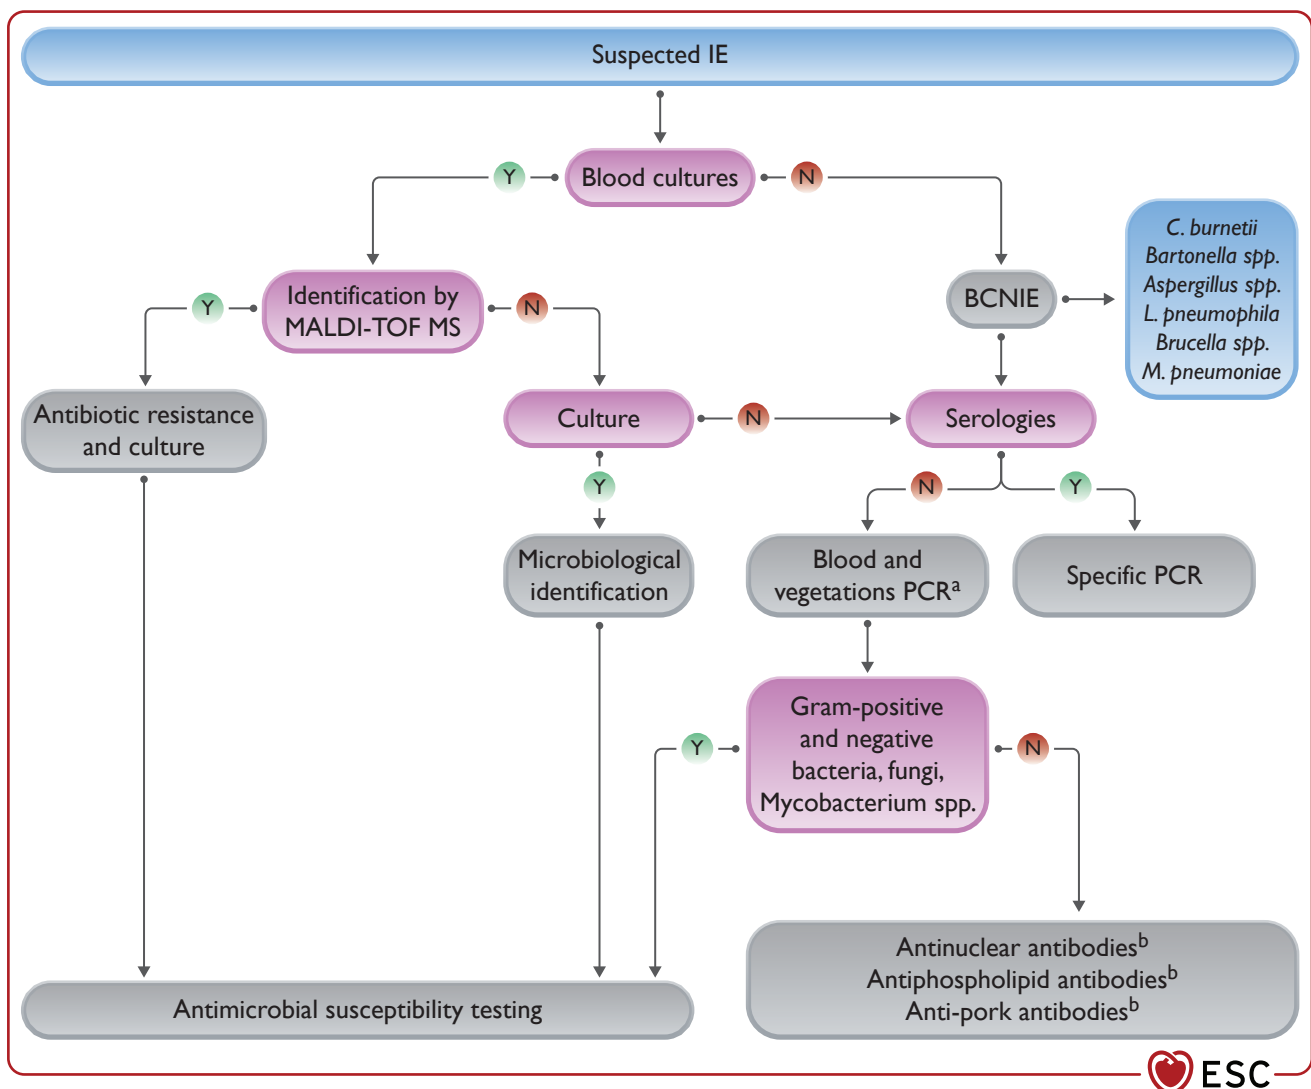 Suspected IE
Y
Blood cultures
N
C. burnetii
Bartonella spp.
Aspergillus spp.
L. pneumophila
Brucella spp.
M. pneumoniae
Y
Identification by
MALDI-TOF MS
N
BCNIE
Antibiotic resistance
and culture
Culture
N
Serologies
Y
N
Y
Microbiological
identification
Blood and
vegetations PCRᵃ
Specific PCR
Y
Gram-positive
and negative
bacteria, fungi,
Mycobacterium spp.
N
Antimicrobial susceptibility testing
Antinuclear antibodiesᵇ
Antiphospholipid antibodiesᵇ
Anti-pork antibodiesᵇ
ESC